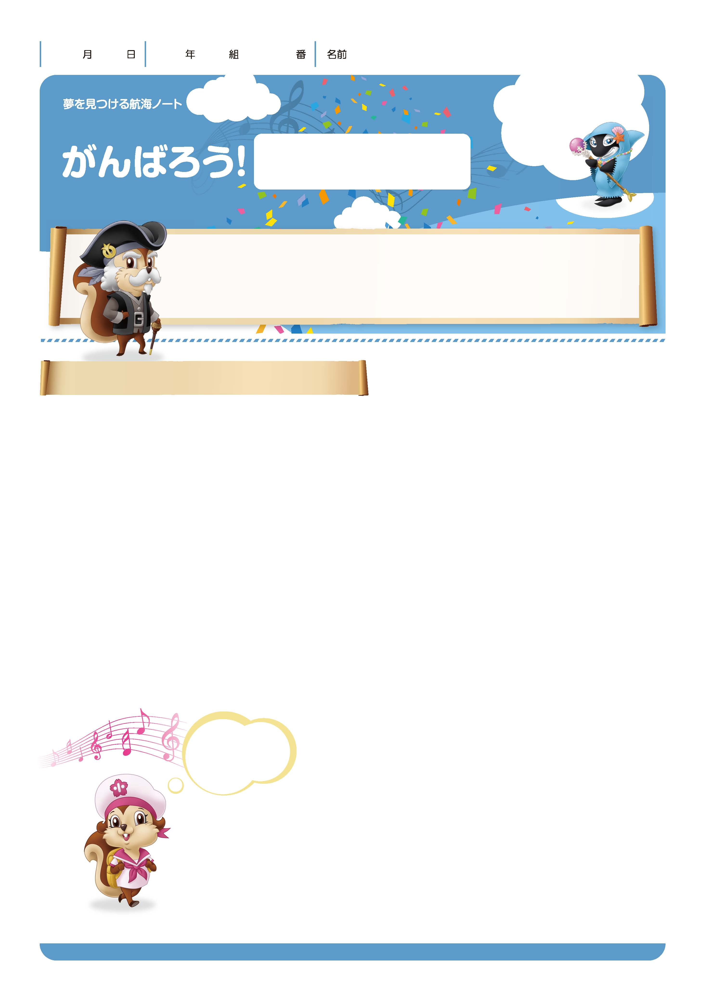 月 日 年 組 番 名前
夢を見つける航海ノート
がんばろう!
小